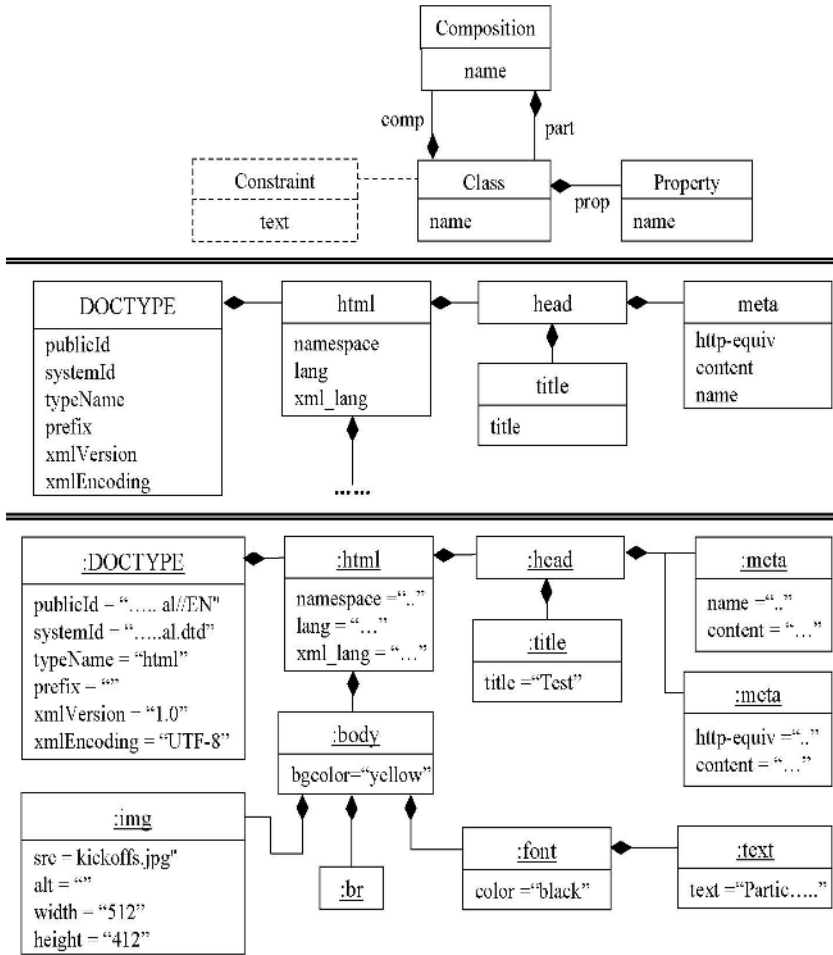 Composition
name
comp
part
Constraint
text
Class
name
prop
Property
name
DOCTYPE
publicId
systemId
typeName
prefix
xmlVersion
xmlEncoding
html
namespace
lang
xml_lang
......
head
title
title
meta
http-equiv
content
name
:DOCTYPE
publicId = “….. al//EN"
systemId = “…..al.dtd”
typeName = “html”
prefix = “”
xmlVersion = “1.0”
xmlEncoding = “UTF-8”
:html
namespace =“..”
lang = “…”
xml_lang = “…”
:head
:title
title =“Test”
:meta
name =“..”
content = “…”
:meta
http-equiv =“..”
content = “…”
:body
bgcolor=“yellow”
:img
src = kickoffs.jpg"
alt = “”
width = “512”
height = “412”
:br
:font
color = “black”
:text
text =“Partic…..”